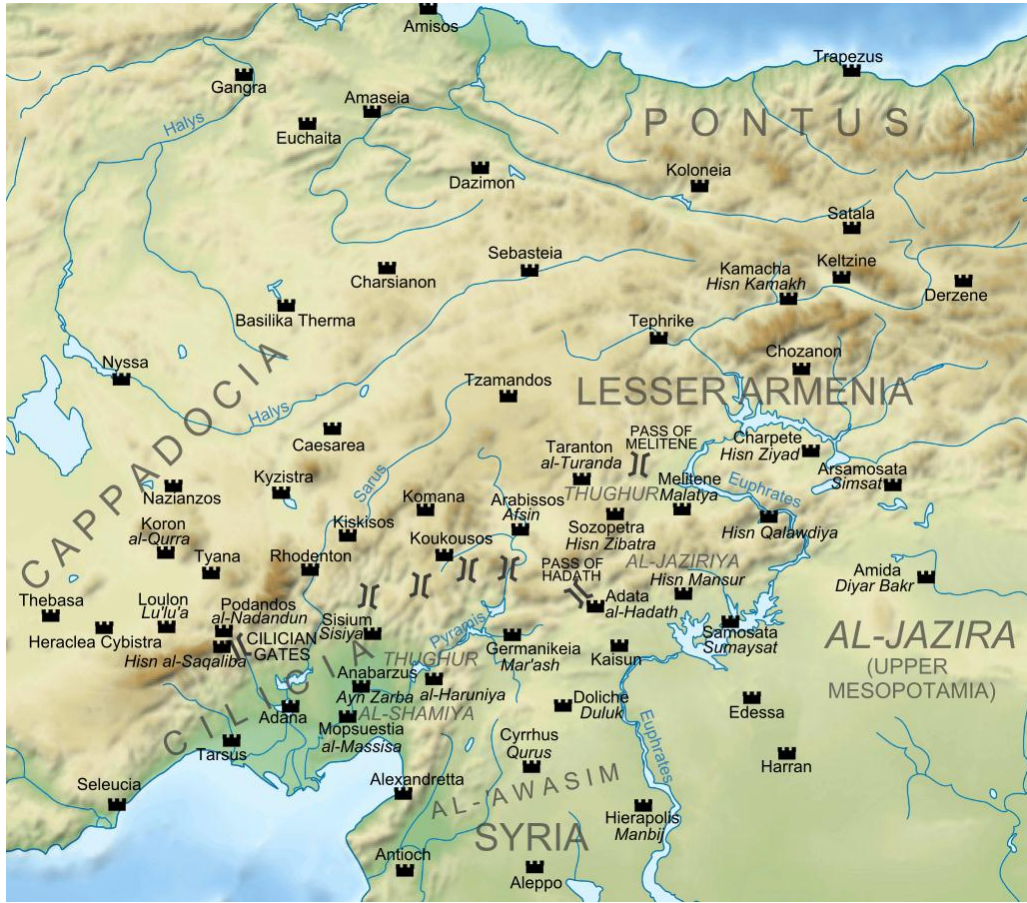 Amisos
Trapezus
Gangra
Amaseia
PONTUS
Halys
Euchaita
Dazimon
Koloneia
Satala
Sebasteia
Charsianon
Kamacha
Hisn Kamakh
Keltzine
Derzene
Basilika Therma
Tephrike
Nyssa
Chozanon
Tzamandos
LESSER ARMENIA
CAPPADOCIA
Halys
Caesarea
PASS OF
MELITENE
Taranton
al-Turanda
Charpete
Hisn Ziyad
Arsamosata
Simsat
Nazianzos
Kyzistra
Sarus
Komana
Arabissos
Afsin
THUGHUR
Melitene
Malatya
Euphrates
Koron
al-Qurra
Kiskisos
Koukousos
Sozopetra
Hisn Zibatra
Hisn Qalawdiya
Tyana
Rhodenton
PASS OF
HADATH
AL-JAZIRIYA
Hisn Mansur
Amida
Diyar Bakr
Thebasa
Heraclea Cybistra
Loulon
Lu'lu'a
Podandos
al-Nadandun
Sisium
Sisiya
Adata
al-Hadath
Samosata
Sumaysat
AL-JAZIRA
(UPPER
MESOPOTAMIA)
Hisn al-Saqaliba
CILICIAN
GATES
Pyramis
Germanikeia
Mar'ash
Kaisun
CILICIA
THUGHUR
AL-SHAMIYA
Anabarzus
Ayn Zarba
al-Haruniya
Adana
Mopsuestia
al-Massisa
Doliche
Duluk
Edessa
Tarsus
Cyrrhus
Qurus
Euphrates
Harran
Seleucia
Alexandretta
AL-'AWASIM
Hierapolis
Manbij
SYRIA
Antioch
Aleppo